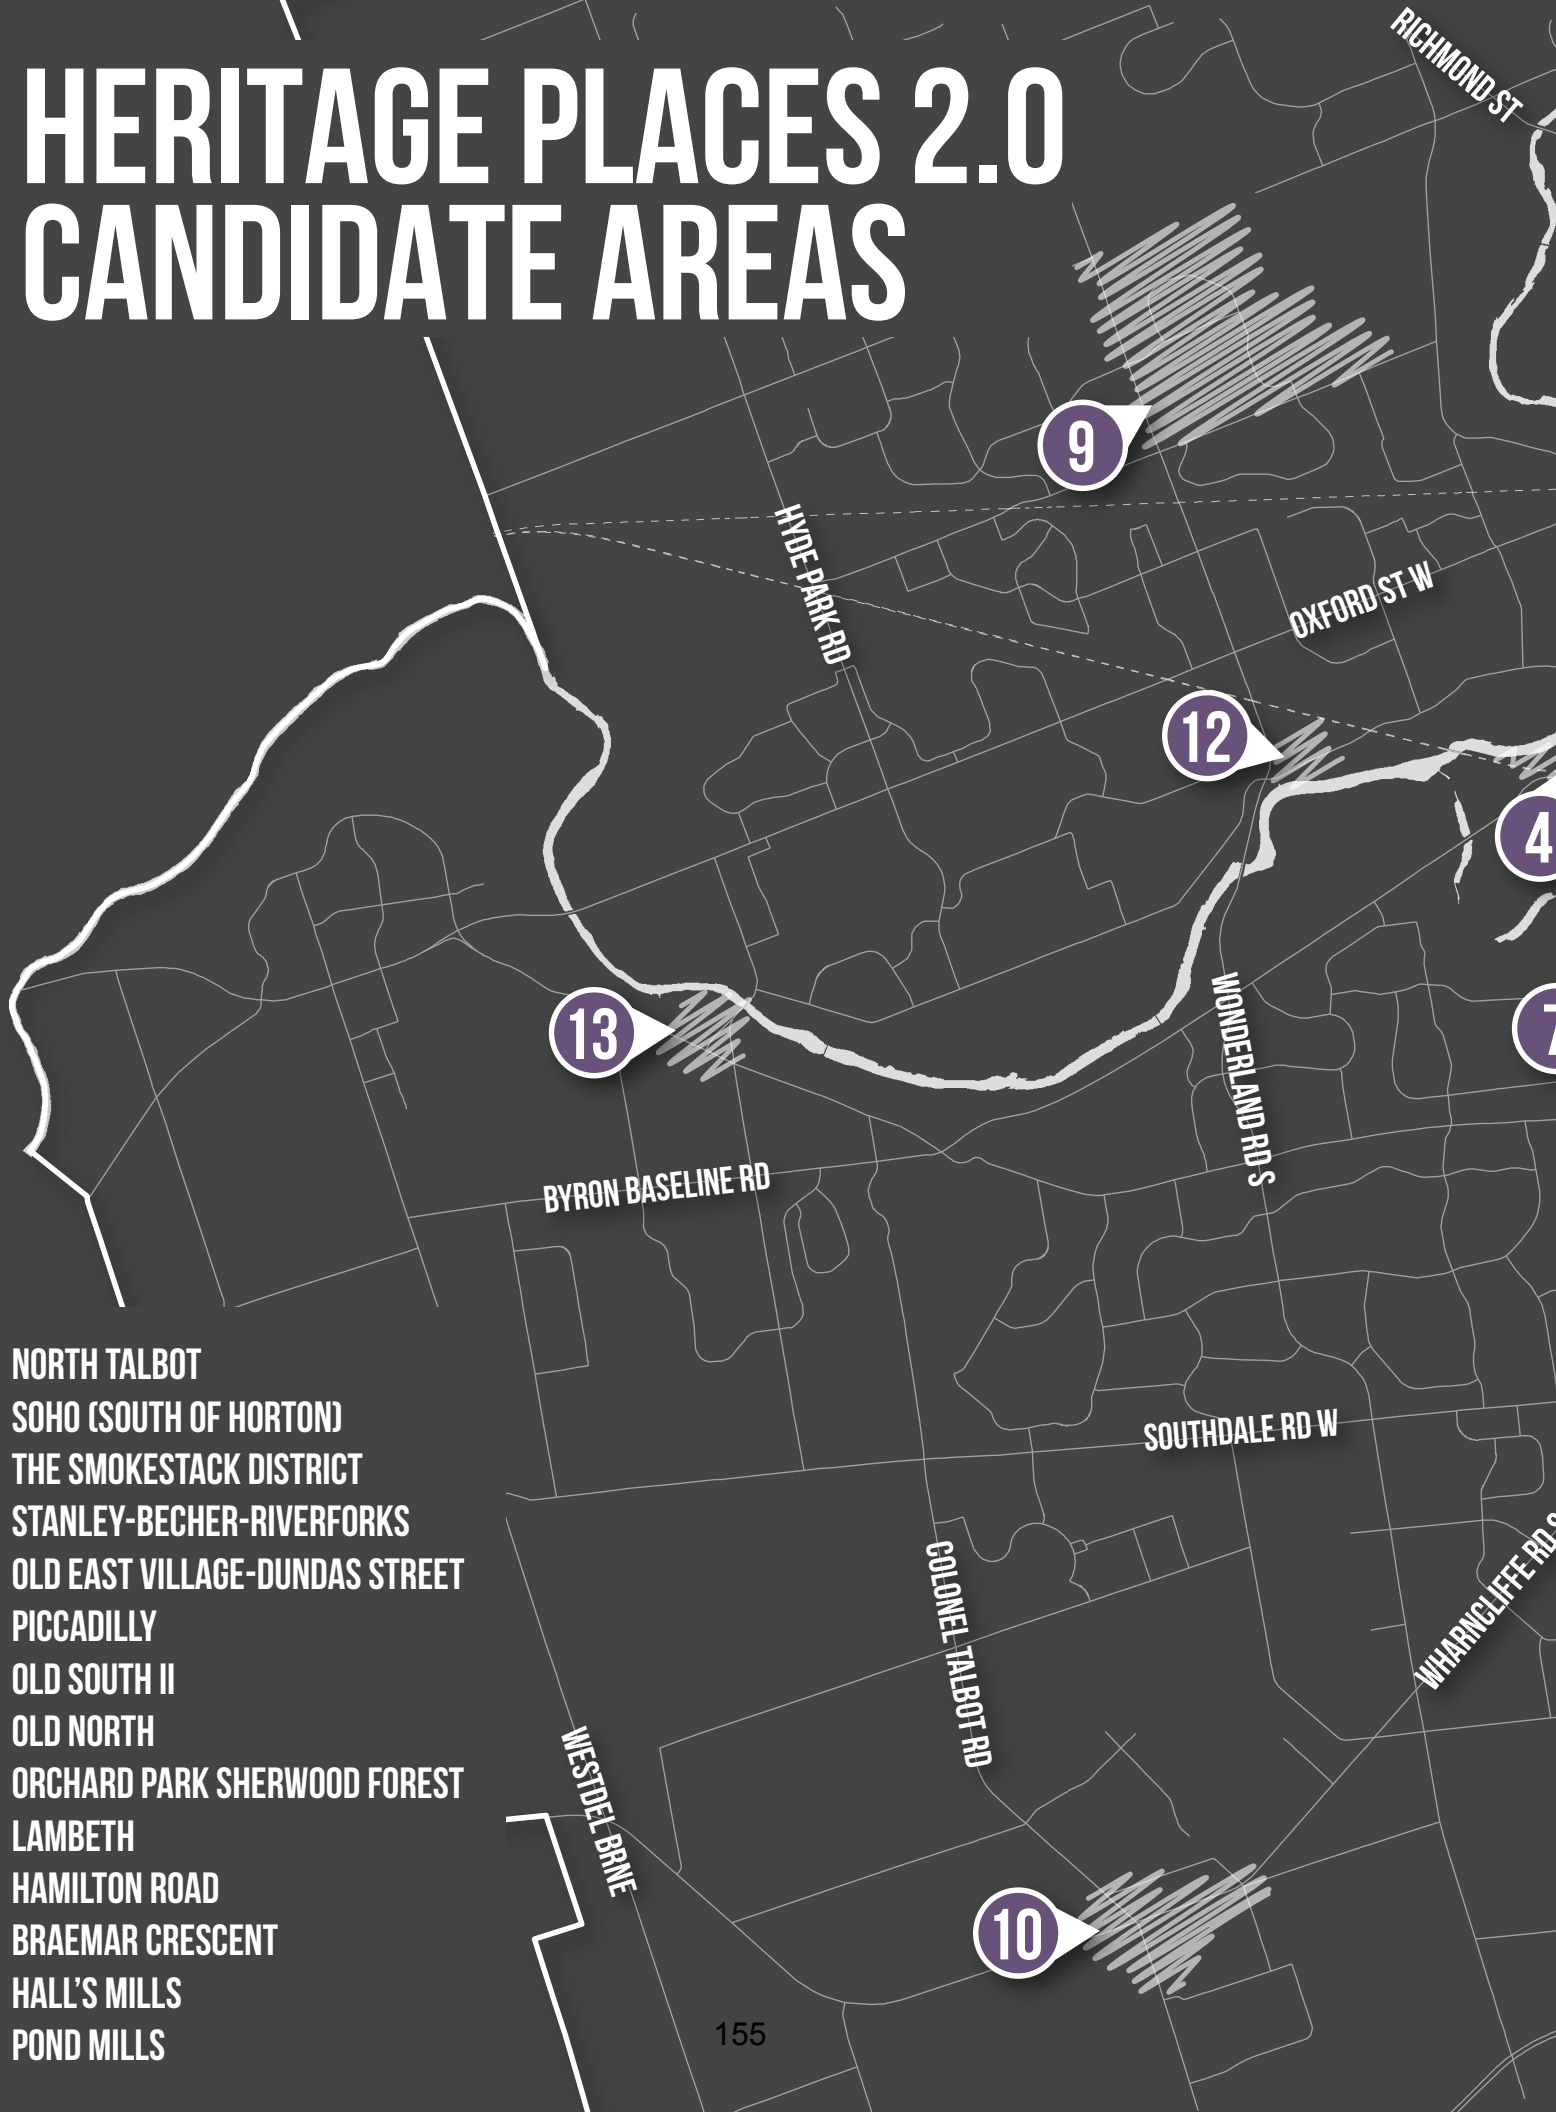 RICHMOND ST
HERITAGE PLACES 2.0
CANDIDATE AREAS
9
HYDE PARK RD
OXFORD ST W
12
4
13
WONDERLAND RD S
7
BYRON BASELINE RD
NORTH TALBOT
SOHO (SOUTH OF HORTON)
THE SMOKESTACK DISTRICT
STANLEY-BECHER-RIVERFORKS
OLD EAST VILLAGE-DUNDAS STREET
PICCADILLY
OLD SOUTH II
OLD NORTH
ORCHARD PARK SHERWOOD FOREST
LAMBETH
HAMILTON ROAD
BRAEMAR CRESCENT
HALL'S MILLS
POND MILLS
SOUTHDALE RD W
COLONEL TALBOT RD
WHARNCLIFFE RD S
WESTDEL BRNE
10
155